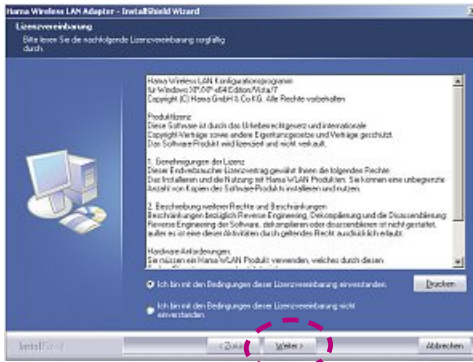 Hama Wireless LAN Adapter - InstallShield Wizard
Lizenzvereinbarung
Bitte lesen Sie die nachfolgende Lizenzvereinbarung sorgfältig
durch.
Hama Wireless LAN Konfigurationsprogramm
für Windows XP/XP-x64 Edition/Vista/7
Copyright (C) Hama GmbH & Co KG. Alle Rechte vorbehalten
Produktlizenz
Diese Software ist durch das Urheberrechtgesetz und internationale
Copyright-Verträge sowie andere Eigentumsgesetze und Verträge geschützt.
Das Software-Produkt wird lizensiert und nicht verkauft.
1. Genehmigungen der Lizenz
Dieser Endverbraucher Lizenzvertrag gewährt Ihnen die folgenden Rechte.
Das Installieren und die Nutzung mit Hama WLAN Produkten. Sie können eine unbegrenzte
Anzahl von Kopien des Software-Produkts installieren und nutzen.
2. Beschreibung weiterer Rechte und Beschränkungen
Beschränkungen bezüglich Reverse Engineering, Dekompilierung und die Disassemblierung:
Reverse Engineering der Software, dekompilieren oder disassemblieren ist nicht gestattet,
außer es ist eine dieser Aktivitäten durch geltendes Recht ausdrücklich erlaubt.
Hardware Anforderungen:
Sie müssen ein Hama WLAN Produkt verwenden, welches durch diesen
Ich bin mit den Bedingungen dieser Lizenzvereinbarung einverstanden.
Drucken
Ich bin mit den Bedingungen dieser Lizenzvereinbarung nicht
einverstanden.
InstallShield
< Zurück
Weiter >
Abbrechen